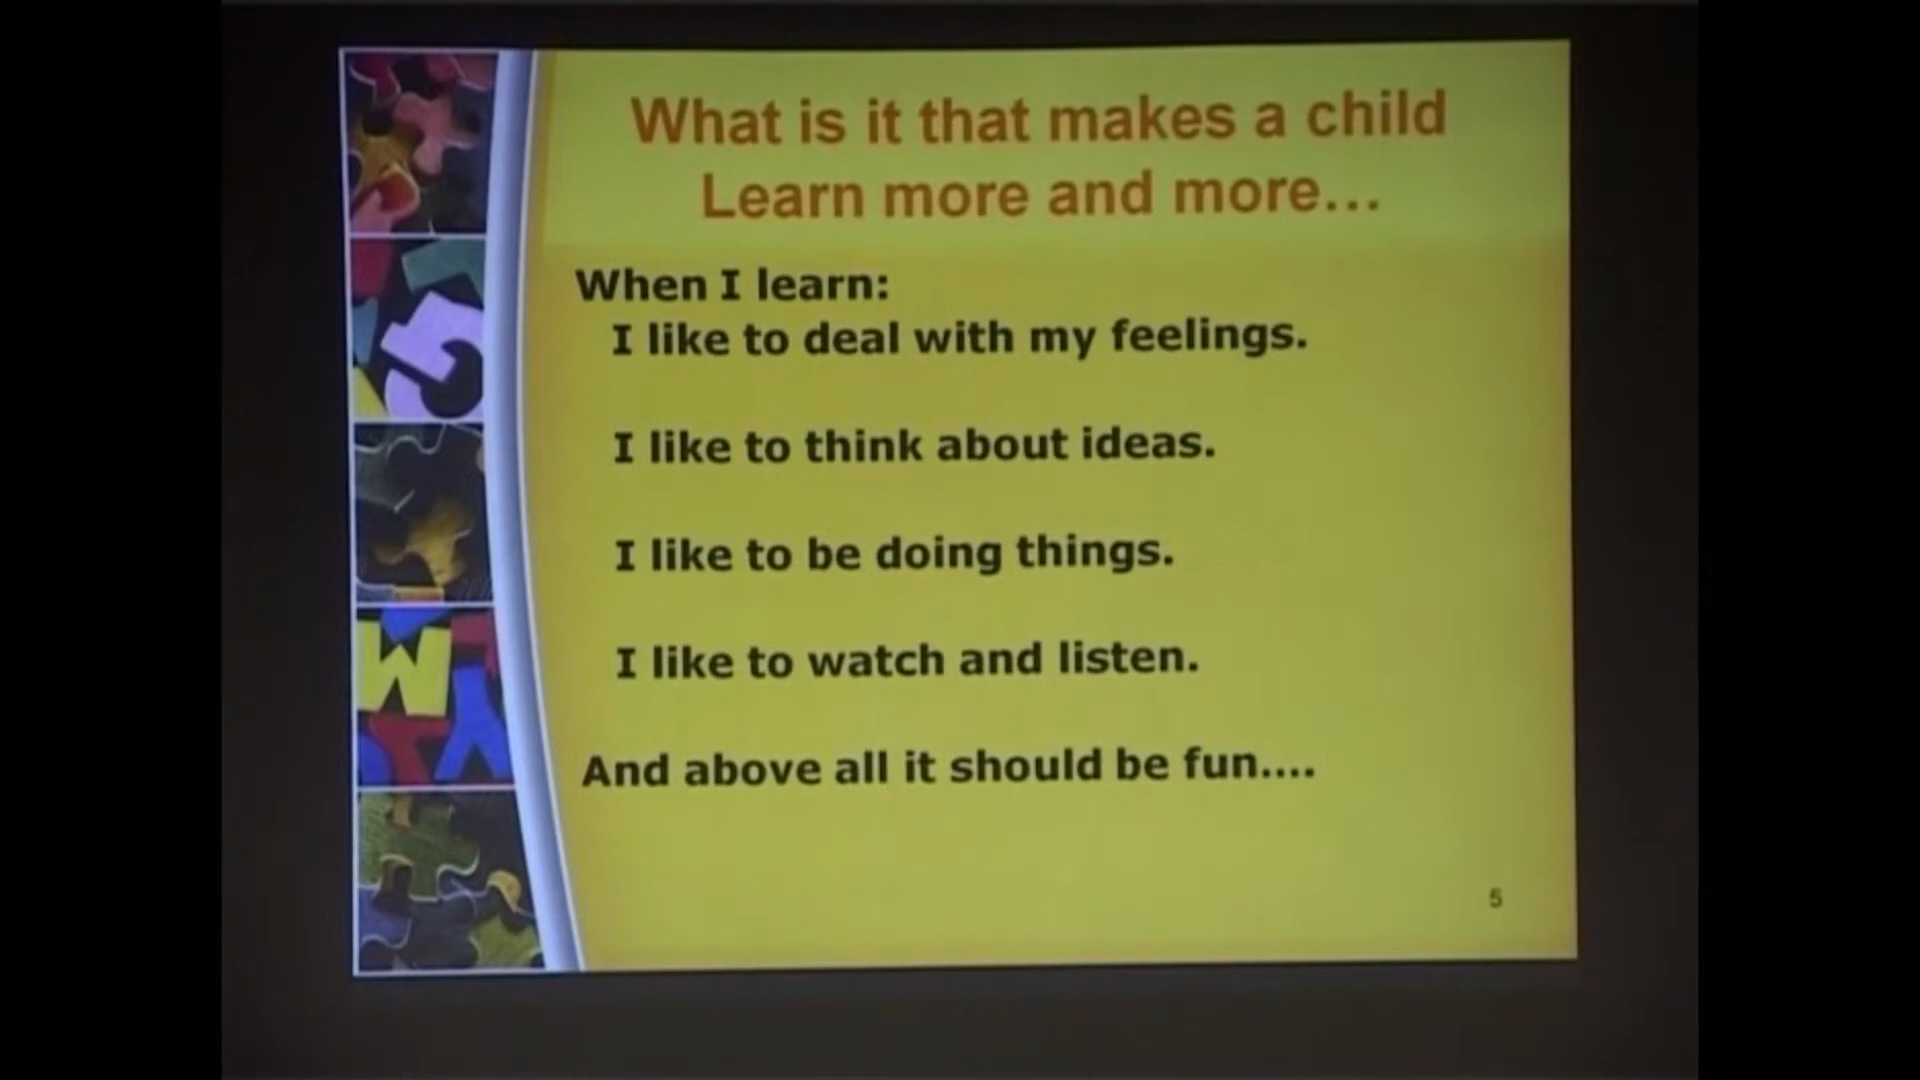 What is it that makes a child
Learn more and more...
When I learn:
I like to deal with my feelings.
I like to think about ideas.
I like to be doing things.
I like to watch and listen.
And above all it should be fun....
5